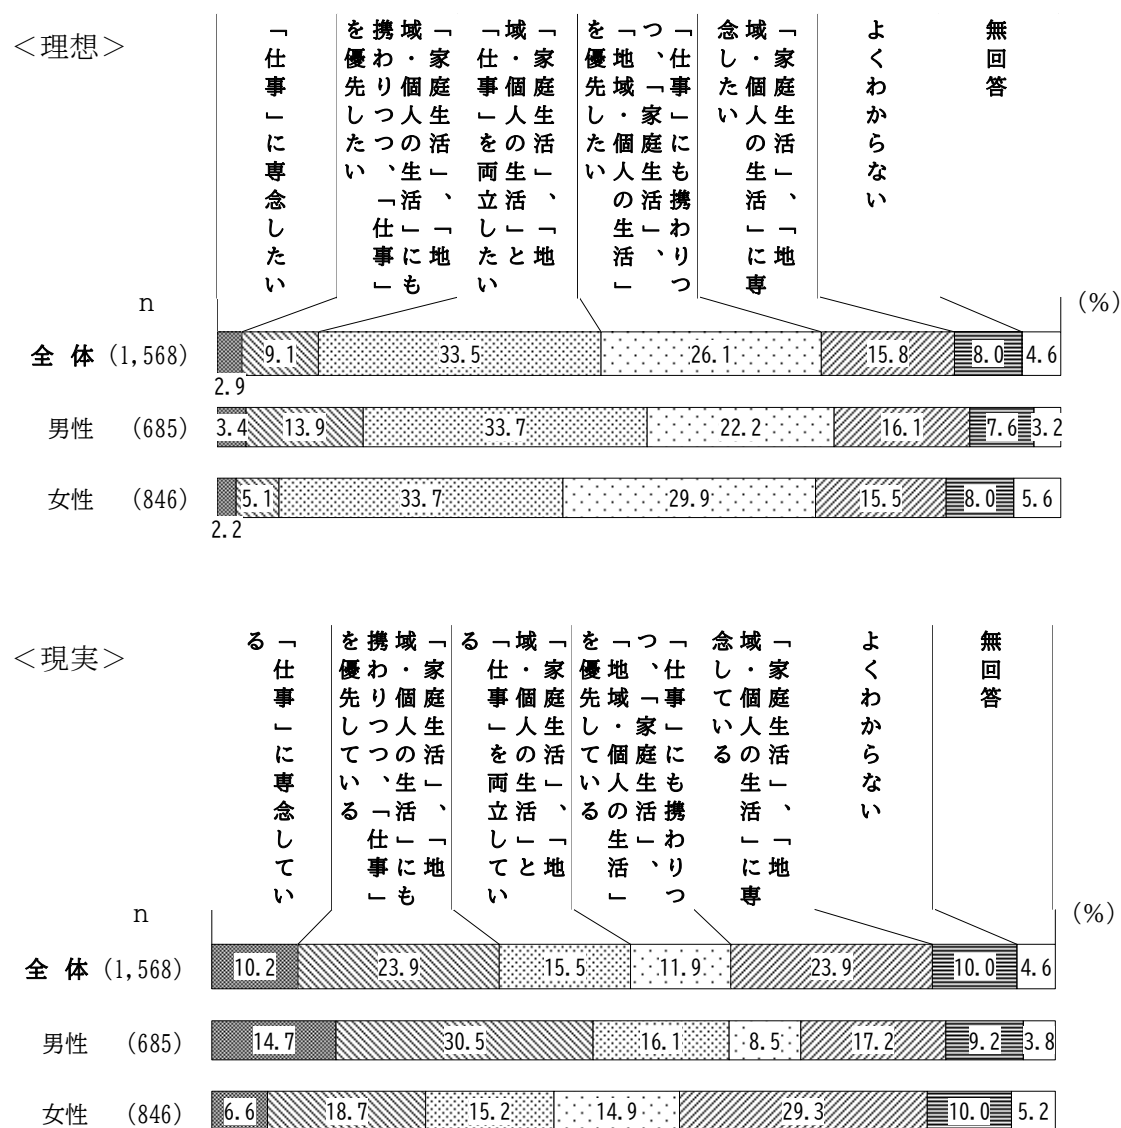 ＜理想＞
「仕事」に専念したい
「家庭生活」、「地
域・個人の生活」にも
携わりつつ、「仕事」
を優先したい
「家庭生活」、「地
域・個人の生活」と
「仕事」を両立したい
「仕事」にも携わりつ
つ、「家庭生活」、
「地域・個人の生活」
を優先したい
「家庭生活」、「地
域・個人の生活」に専
念したい
よくわからない
無回答
n
(%)
全 体 (1,568) 9.1 33.5 26.1 15.8 8.0 4.6
2.9
男性 (685) 3.4 13.9 33.7 22.2 16.1 7.6 3.2
女性 (846) 5.1 33.7 29.9 15.5 8.0 5.6
2.2
＜現実＞
「仕事」に専念してい
る
「家庭生活」、「地
域・個人の生活」にも
携わりつつ、「仕事」
を優先している
「家庭生活」、「地
域・個人の生活」と
「仕事」を両立してい
る
「仕事」にも携わりつ
つ、「家庭生活」、
「地域・個人の生活」
を優先している
「家庭生活」、「地
域・個人の生活」に専
念している
よくわからない
無回答
n
(%)
全 体 (1,568) 10.2 23.9 15.5 11.9 23.9 10.0 4.6
男性 (685) 14.7 30.5 16.1 8.5 17.2 9.2 3.8
女性 (846) 6.6 18.7 15.2 14.9 29.3 10.0 5.2